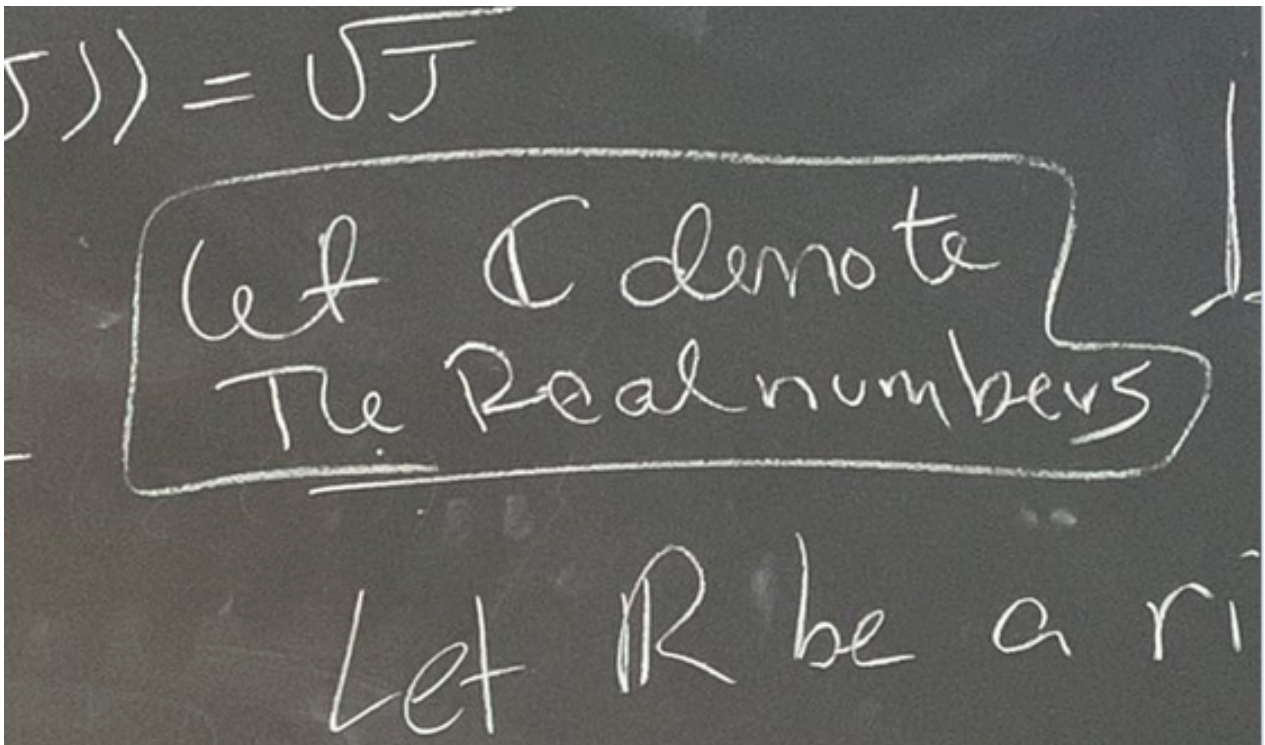 J)) = √J
Let ℂ denote
The Real numbers
Let ℝ be a ri